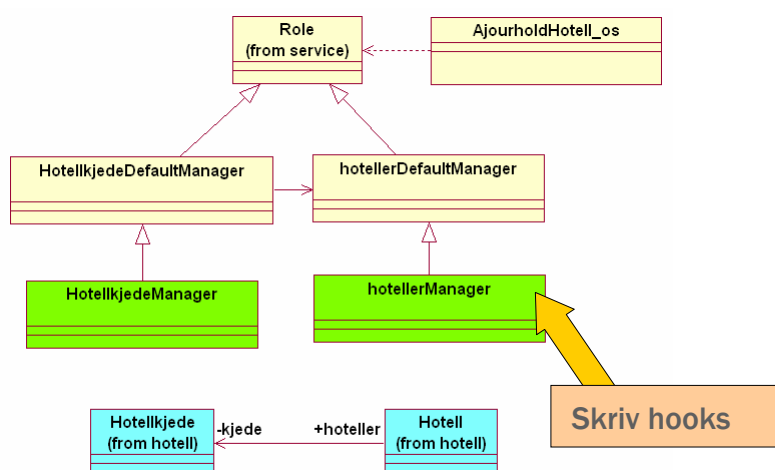 Role
(from service)
AjourholdHotell_os
HotellkjedeDefaultManager
hotellerDefaultManager
HotellkjedeManager
hotellerManager
Skriv hooks
Hotellkjede
(from hotell)
-kjede
+hoteller
Hotell
(from hotell)